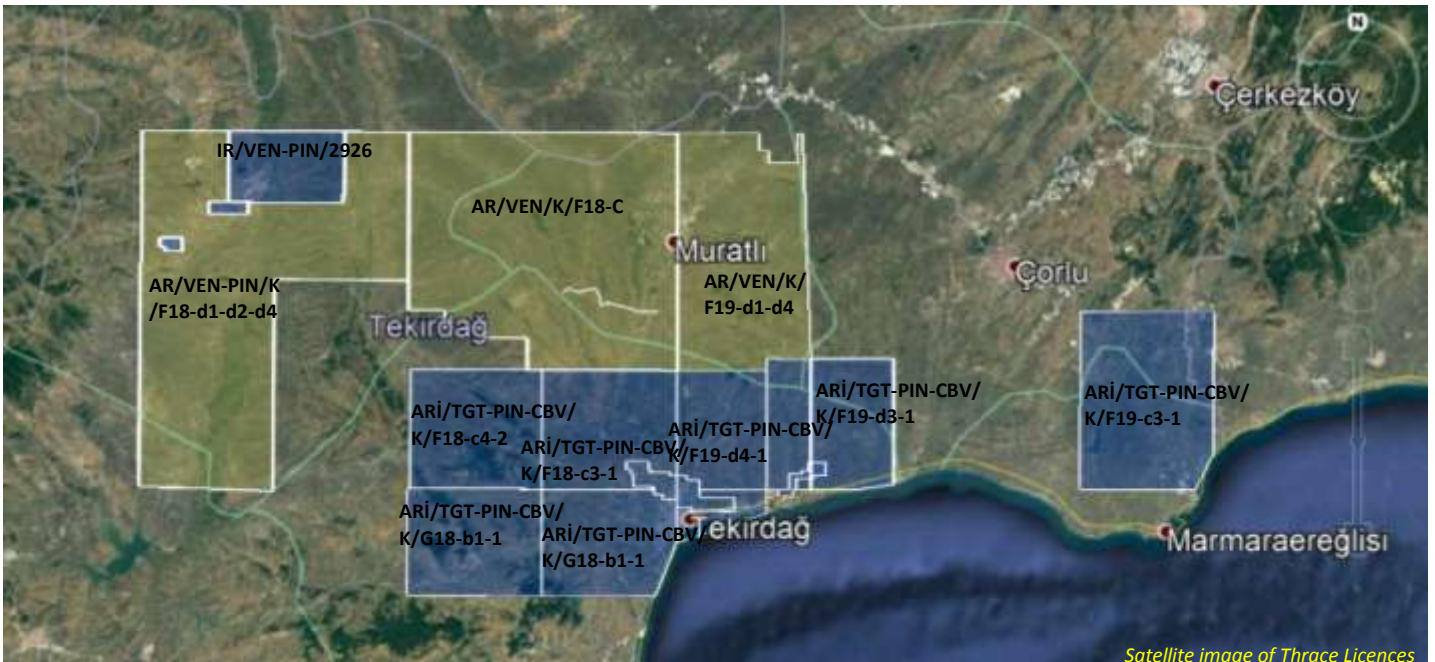 N
Çerkezköy
IR/VEN-PIN/2926
AR/VEN/K/F18-C
Muratlı
Çorlu
AR/VEN-PIN/K
/F18-d1-d2-d4
AR/VEN/K/
F19-d1-d4
Tekirdağ
ARİ/TGT-PIN-CBV/
K/F18-c4-2
ARİ/TGT-PIN-CBV/
K/F18-c3-1
ARİ/TGT-PIN-CBV/
K/F19-d4-1
ARİ/TGT-PIN-CBV/
K/F19-d3-1
ARİ/TGT-PIN-CBV/
K/F19-c3-1
ARİ/TGT-PIN-CBV/
K/G18-b1-1
ARİ/TGT-PIN-CBV/
K/G18-b1-1
Tekirdağ
Marmaraereğlisi
Satellite image of Thrace Licences